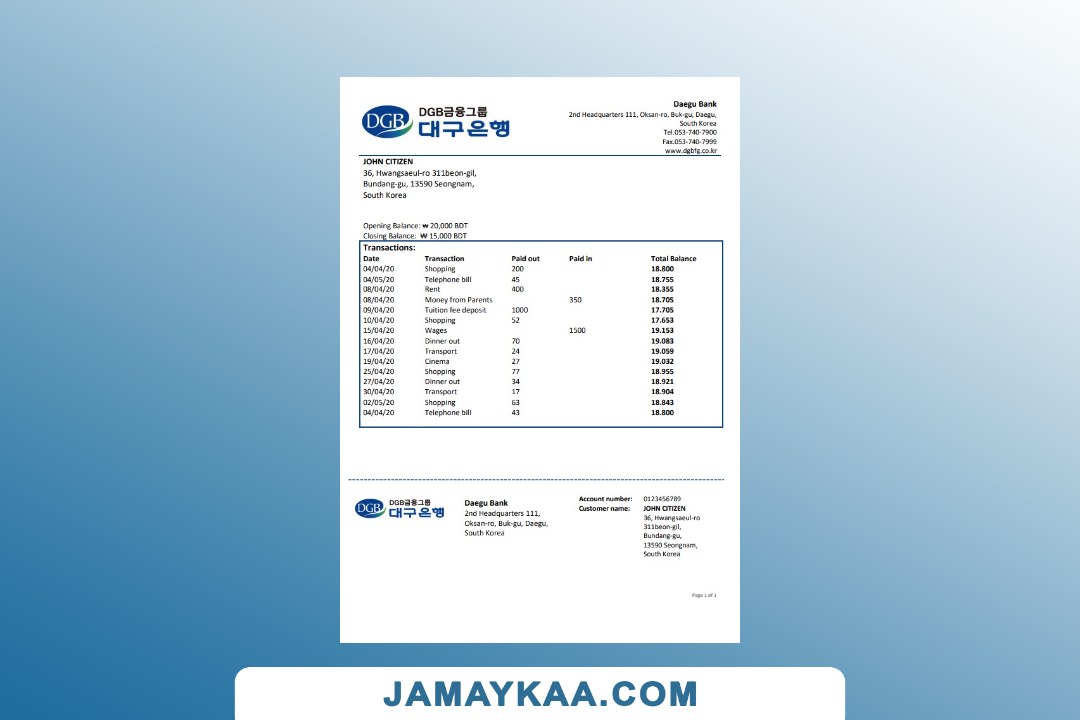 DGB
DGB금융그룹
대구은행
Daegu Bank
2nd Headquarters 111, Oksan-ro, Buk-gu, Daegu,
South Korea
Tel.053-740-7900
Fax.053-740-7999
www.dgbfg.co.kr
JOHN CITIZEN
36, Hwangsaeul-ro 311beon-gil,
Bundang-gu, 13590 Seongnam,
South Korea
Opening Balance: ₩ 20,000 BDT
Closing Balance: ₩ 15,000 BDT
Transactions:
Date Transaction Paid out Paid in Total Balance
04/04/20 Shopping 200 18.800
04/05/20 Telephone bill 45 18.755
08/04/20 Rent 400 18.355
08/04/20 Money from Parents 350 18.705
09/04/20 Tuition fee deposit 1000 17.705
10/04/20 Shopping 52 17.653
15/04/20 Wages 1500 19.153
16/04/20 Dinner out 70 19.083
17/04/20 Transport 24 19.059
19/04/20 Cinema 27 19.032
25/04/20 Shopping 77 18.955
27/04/20 Dinner out 34 18.921
30/04/20 Transport 17 18.904
02/05/20 Shopping 63 18.843
04/04/20 Telephone bill 43 18.800
DGB
DGB금융그룹
대구은행
Daegu Bank
2nd Headquarters 111,
Oksan-ro, Buk-gu, Daegu,
South Korea
Account number: 0123456789
Customer name: JOHN CITIZEN
36, Hwangsaeul-ro
311beon-gil,
Bundang-gu,
13590 Seongnam,
South Korea
Page 1 of 1
JAMAYKAA.COM